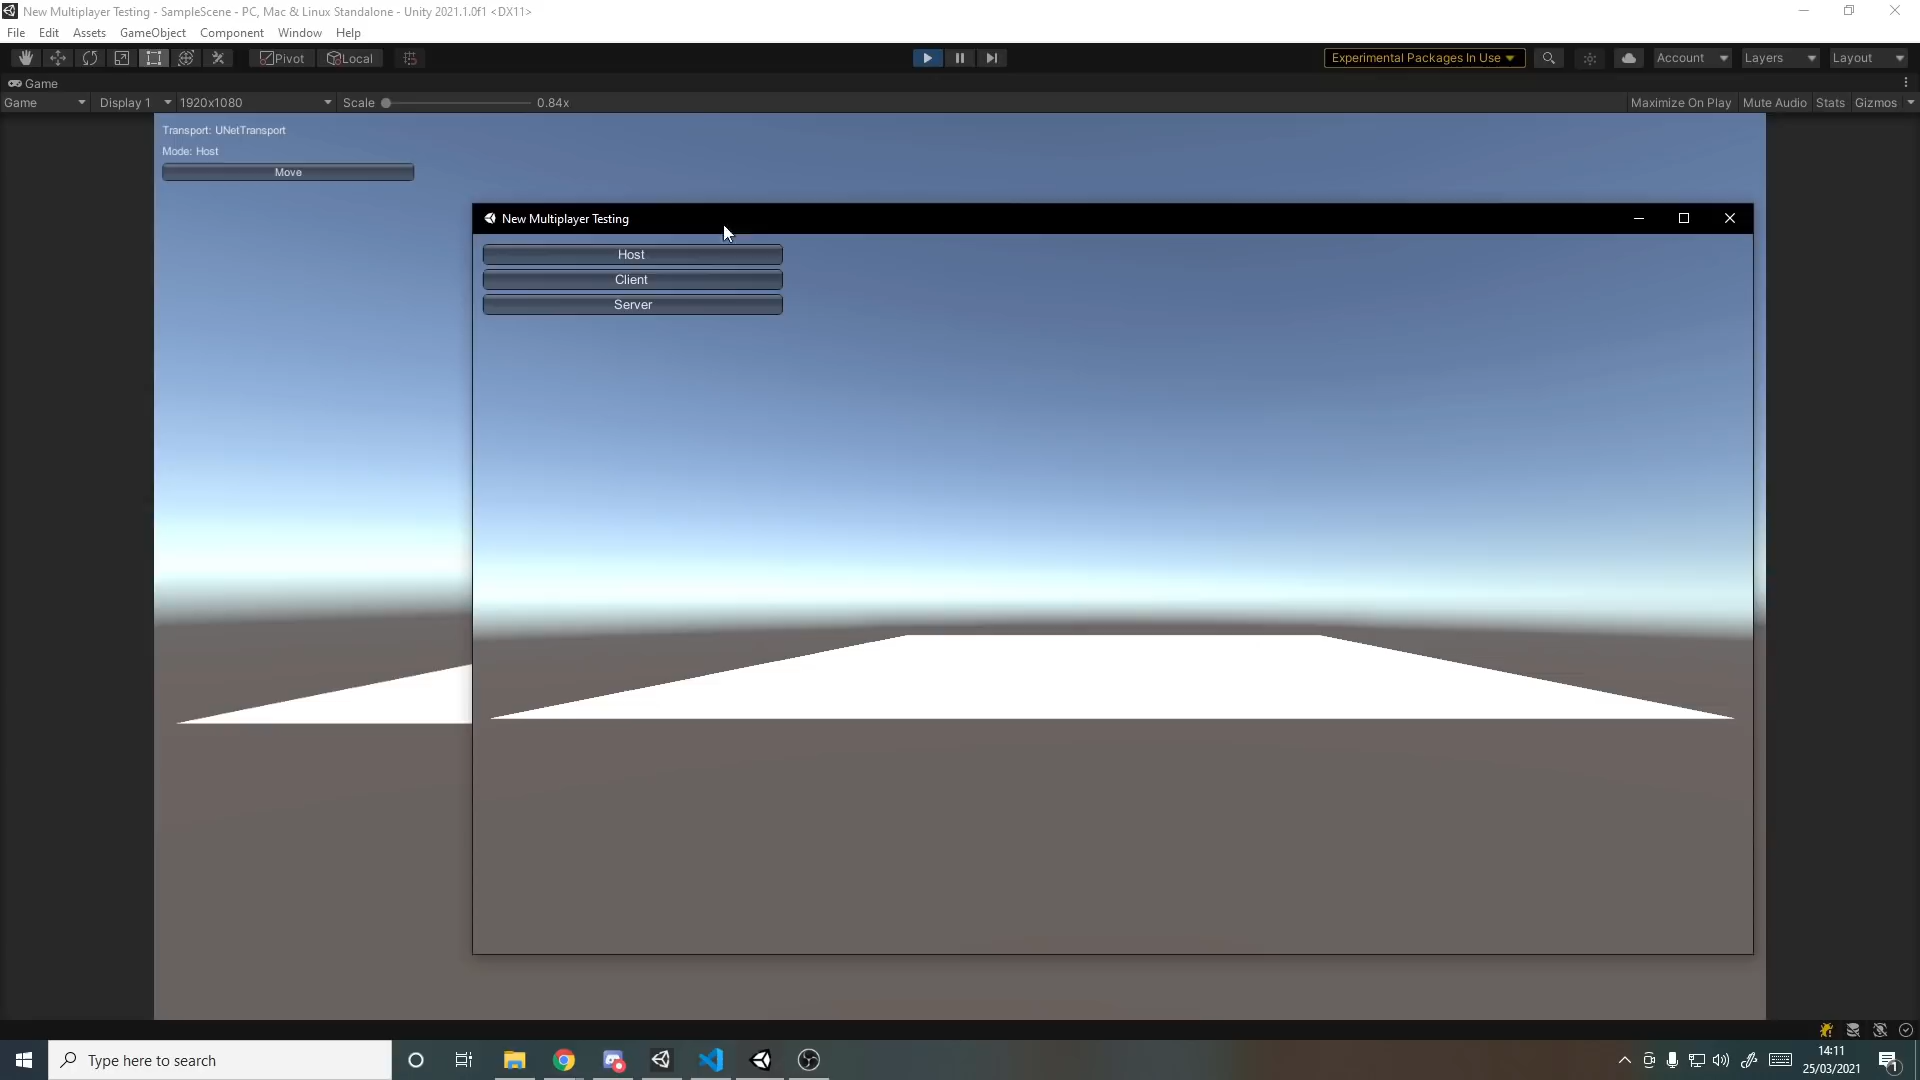 New Multiplayer Testing - SampleScene - PC, Mac & Linux Standalone - Unity 2021.1.0f1 <DX11>
File Edit Assets GameObject Component Window Help
Pivot Local Experimental Packages In Use Account Layers Layout
Game
Game Display 1 1920x1080 Scale 0.84x Maximize On Play Mute Audio Stats Gizmos
Transport: UNetTransport
Mode: Host
Move
New Multiplayer Testing
Host
Client
Server
Type here to search
14:11
25/03/2021
1